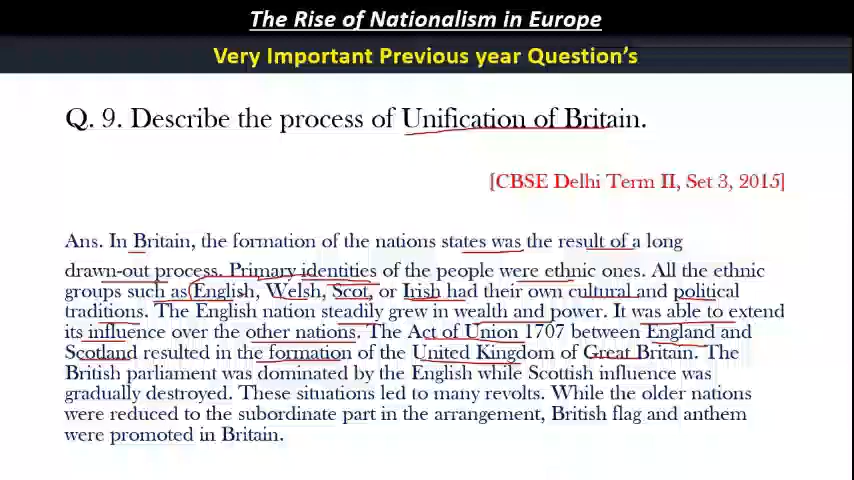 The Rise of Nationalism in Europe
Very Important Previous year Question's
Q. 9. Describe the process of Unification of Britain.
[CBSE Delhi Term II, Set 3, 2015]
Ans. In Britain, the formation of the nations states was the result of a long
drawn-out process. Primary identities of the people were ethnic ones. All the ethnic
groups such as English, Welsh, Scot, or Irish had their own cultural and political
traditions. The English nation steadily grew in wealth and power. It was able to extend
its influence over the other nations. The Act of Union 1707 between England and
Scotland resulted in the formation of the United Kingdom of Great Britain. The
British parliament was dominated by the English while Scottish influence was
gradually destroyed. These situations led to many revolts. While the older nations
were reduced to the subordinate part in the arrangement, British flag and anthem
were promoted in Britain.